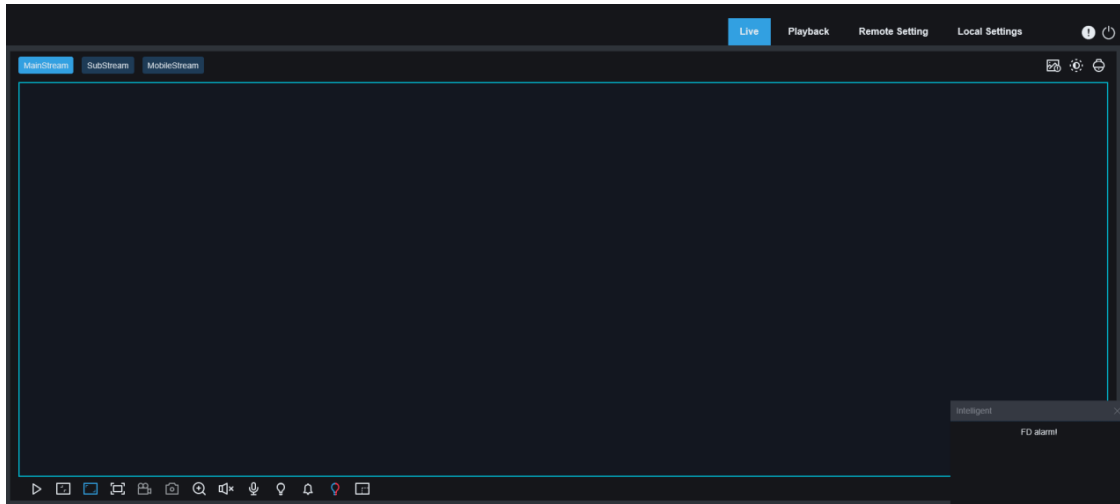 Live Playback Remote Setting Local Settings
MainStream SubStream MobileStream
Intelligent
FD alarm!